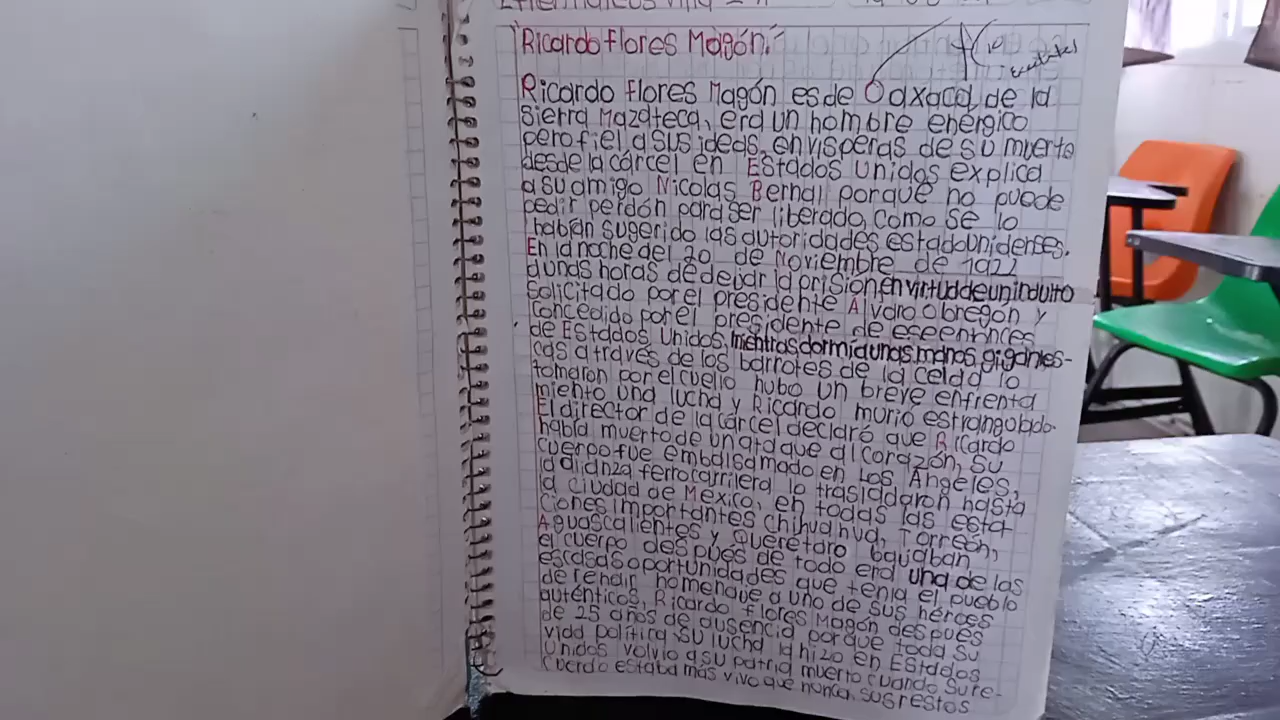 "Ricardo flores Magón."
Ricardo flores Magón es de Oaxaca, de la
sierra Mazateca, era un hombre enérgico
pero fiel a sus ideas, en visperas de su muerte
desde la cárcel en Estados Unidos explica
a su amigo Nicolas Bernal porque no puede
pedir perdón para ser liberado, como se lo
habían sugerido las autoridades estadounidenses.
En la noche del 20 de Noviembre de 1922
a unas horas de dejar la prisión en virtud de un indulto
solicitado por el presidente Alvaro obregón y
concedido por el presidente de ese entonces
de Estados Unidos, mientras dormia unas manos gigantes-
cas a través de los barrotes de la celda lo
tomaron por el cuello hubo un breve enfrenta
miento una lucha y Ricardo murió estrangulado.
El director de la cárcel declaró que Ricardo
había muerto de un ataque al corazón, su
cuerpo fue embalsamado en Los Ángeles,
la alianza ferrocarrilera lo trasladaron hasta
la ciudad de Mexico, en todas las esta
ciones importantes chihuahua, Torreón,
Aguascalientes y Querétaro bajaban
el cuerpo después de todo era una de las
escasas oportunidades que tenia el pueblo
de rendir homenaje a uno de sus héroes
auténticos. Ricardo flores Magón después
de 25 años de ausencia porque toda su
vida política su lucha la hizo en Estados
Unidos volvio a su patria muerto cuando su re-
cuerdo estaba más vivo que nunca, sus restos